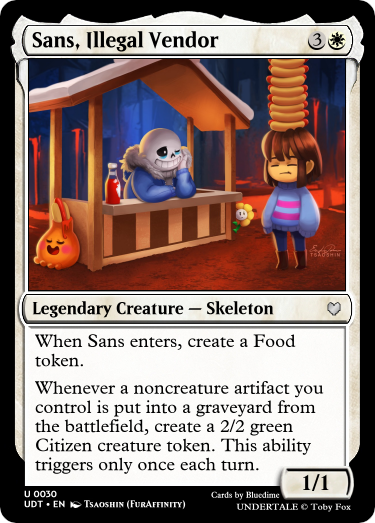 Sans, Illegal Vendor 3
TSAOSHIN
Legendary Creature — Skeleton
When Sans enters, create a Food
token.
Whenever a noncreature artifact you
control is put into a graveyard from
the battlefield, create a 2/2 green
Citizen creature token. This ability
triggers only once each turn.
1/1
U 0030
Cards by Bluedime
UDT • EN Tsaoshin (FurAffinity)
UNDERTALE © Toby Fox